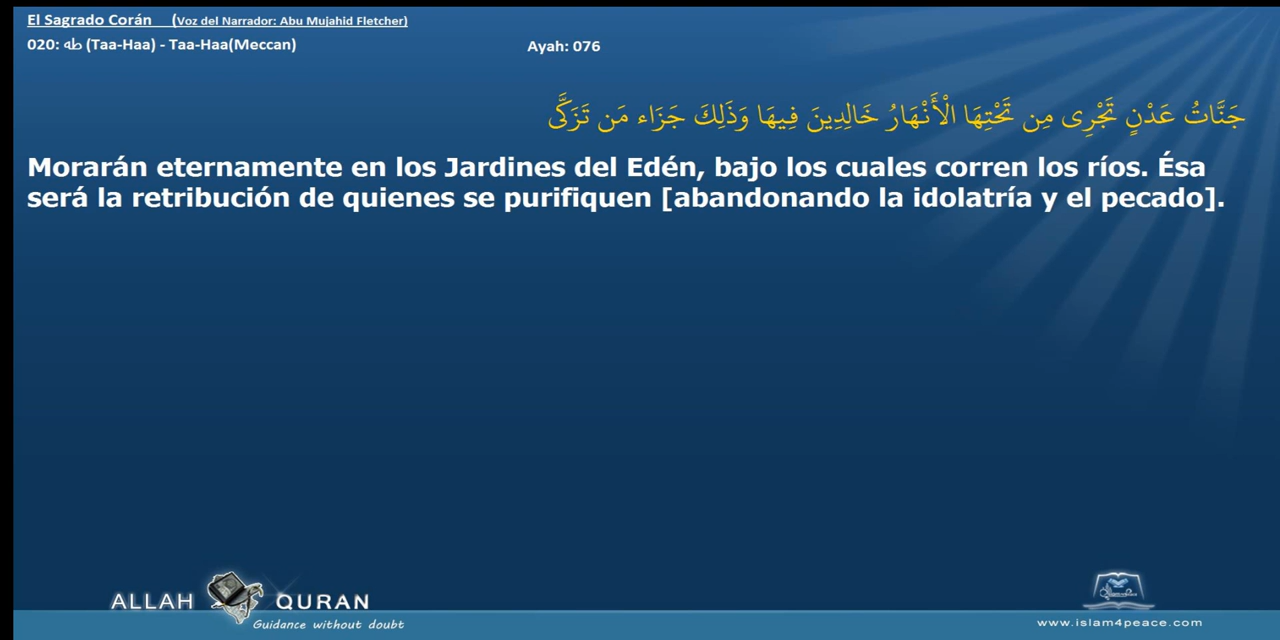 El Sagrado Corán (Voz del Narrador: Abu Mujahid Fletcher)
020: طه (Taa-Haa) - Taa-Haa(Meccan) Ayah: 076
جَنَّاتُ عَدْنٍ تَجْرِى مِن تَحْتِهَا الْأَنْهَارُ خَالِدِينَ فِيهَا وَذَلِكَ جَزَاء مَن تَزَكَّى
Morarán eternamente en los Jardines del Edén, bajo los cuales corren los ríos. Ésa
será la retribución de quienes se purifiquen [abandonando la idolatría y el pecado].
ALLAH QURAN
Guidance without doubt
www.islam4peace.com